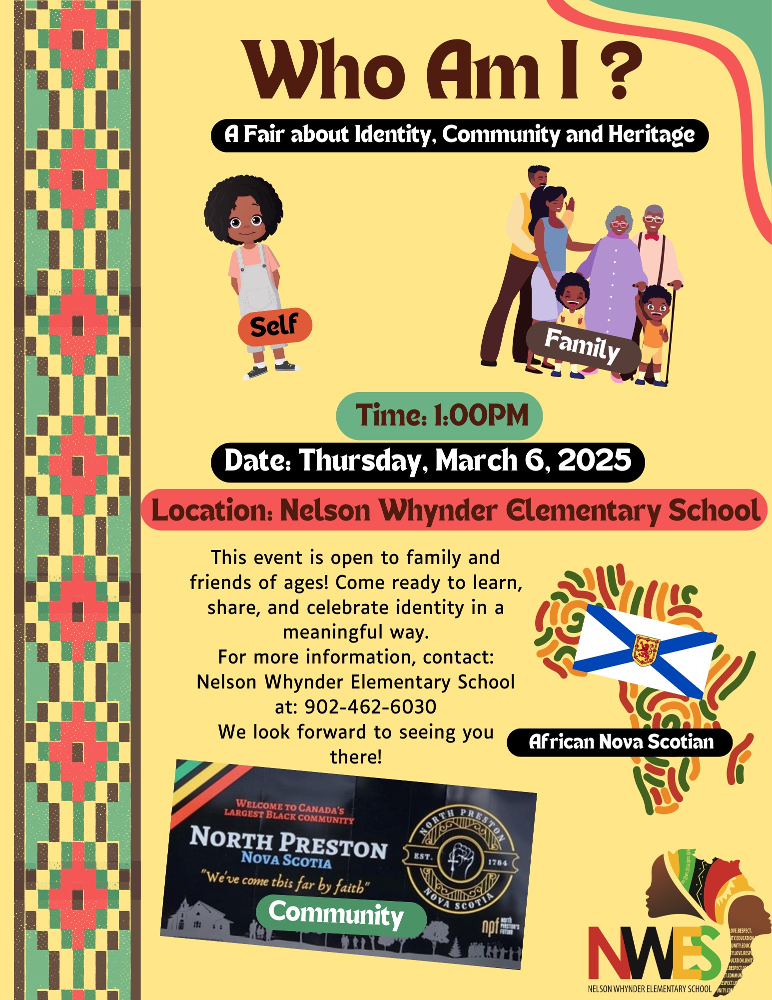 Who Am I ?
A Fair about Identity, Community and Heritage
Self
Family
Time: 1:00PM
Date: Thursday, March 6, 2025
Location: Nelson Whynder Elementary School
This event is open to family and
friends of ages! Come ready to learn,
share, and celebrate identity in a
meaningful way.
For more information, contact:
Nelson Whynder Elementary School
at: 902-462-6030
We look forward to seeing you
there!
African Nova Scotian
WELCOME TO CANADA'S
LARGEST BLACK COMMUNITY
NORTH PRESTON
NOVA SCOTIA
"We've come this far by faith"
NORTH PRESTON
EST. 1784
NOVA SCOTIA
npf NORTH
PRESTON'S
FUTURE
Community
NWES
NELSON WHYNDER ELEMENTARY SCHOOL
LOVE.RESPECT.
EDUCATION